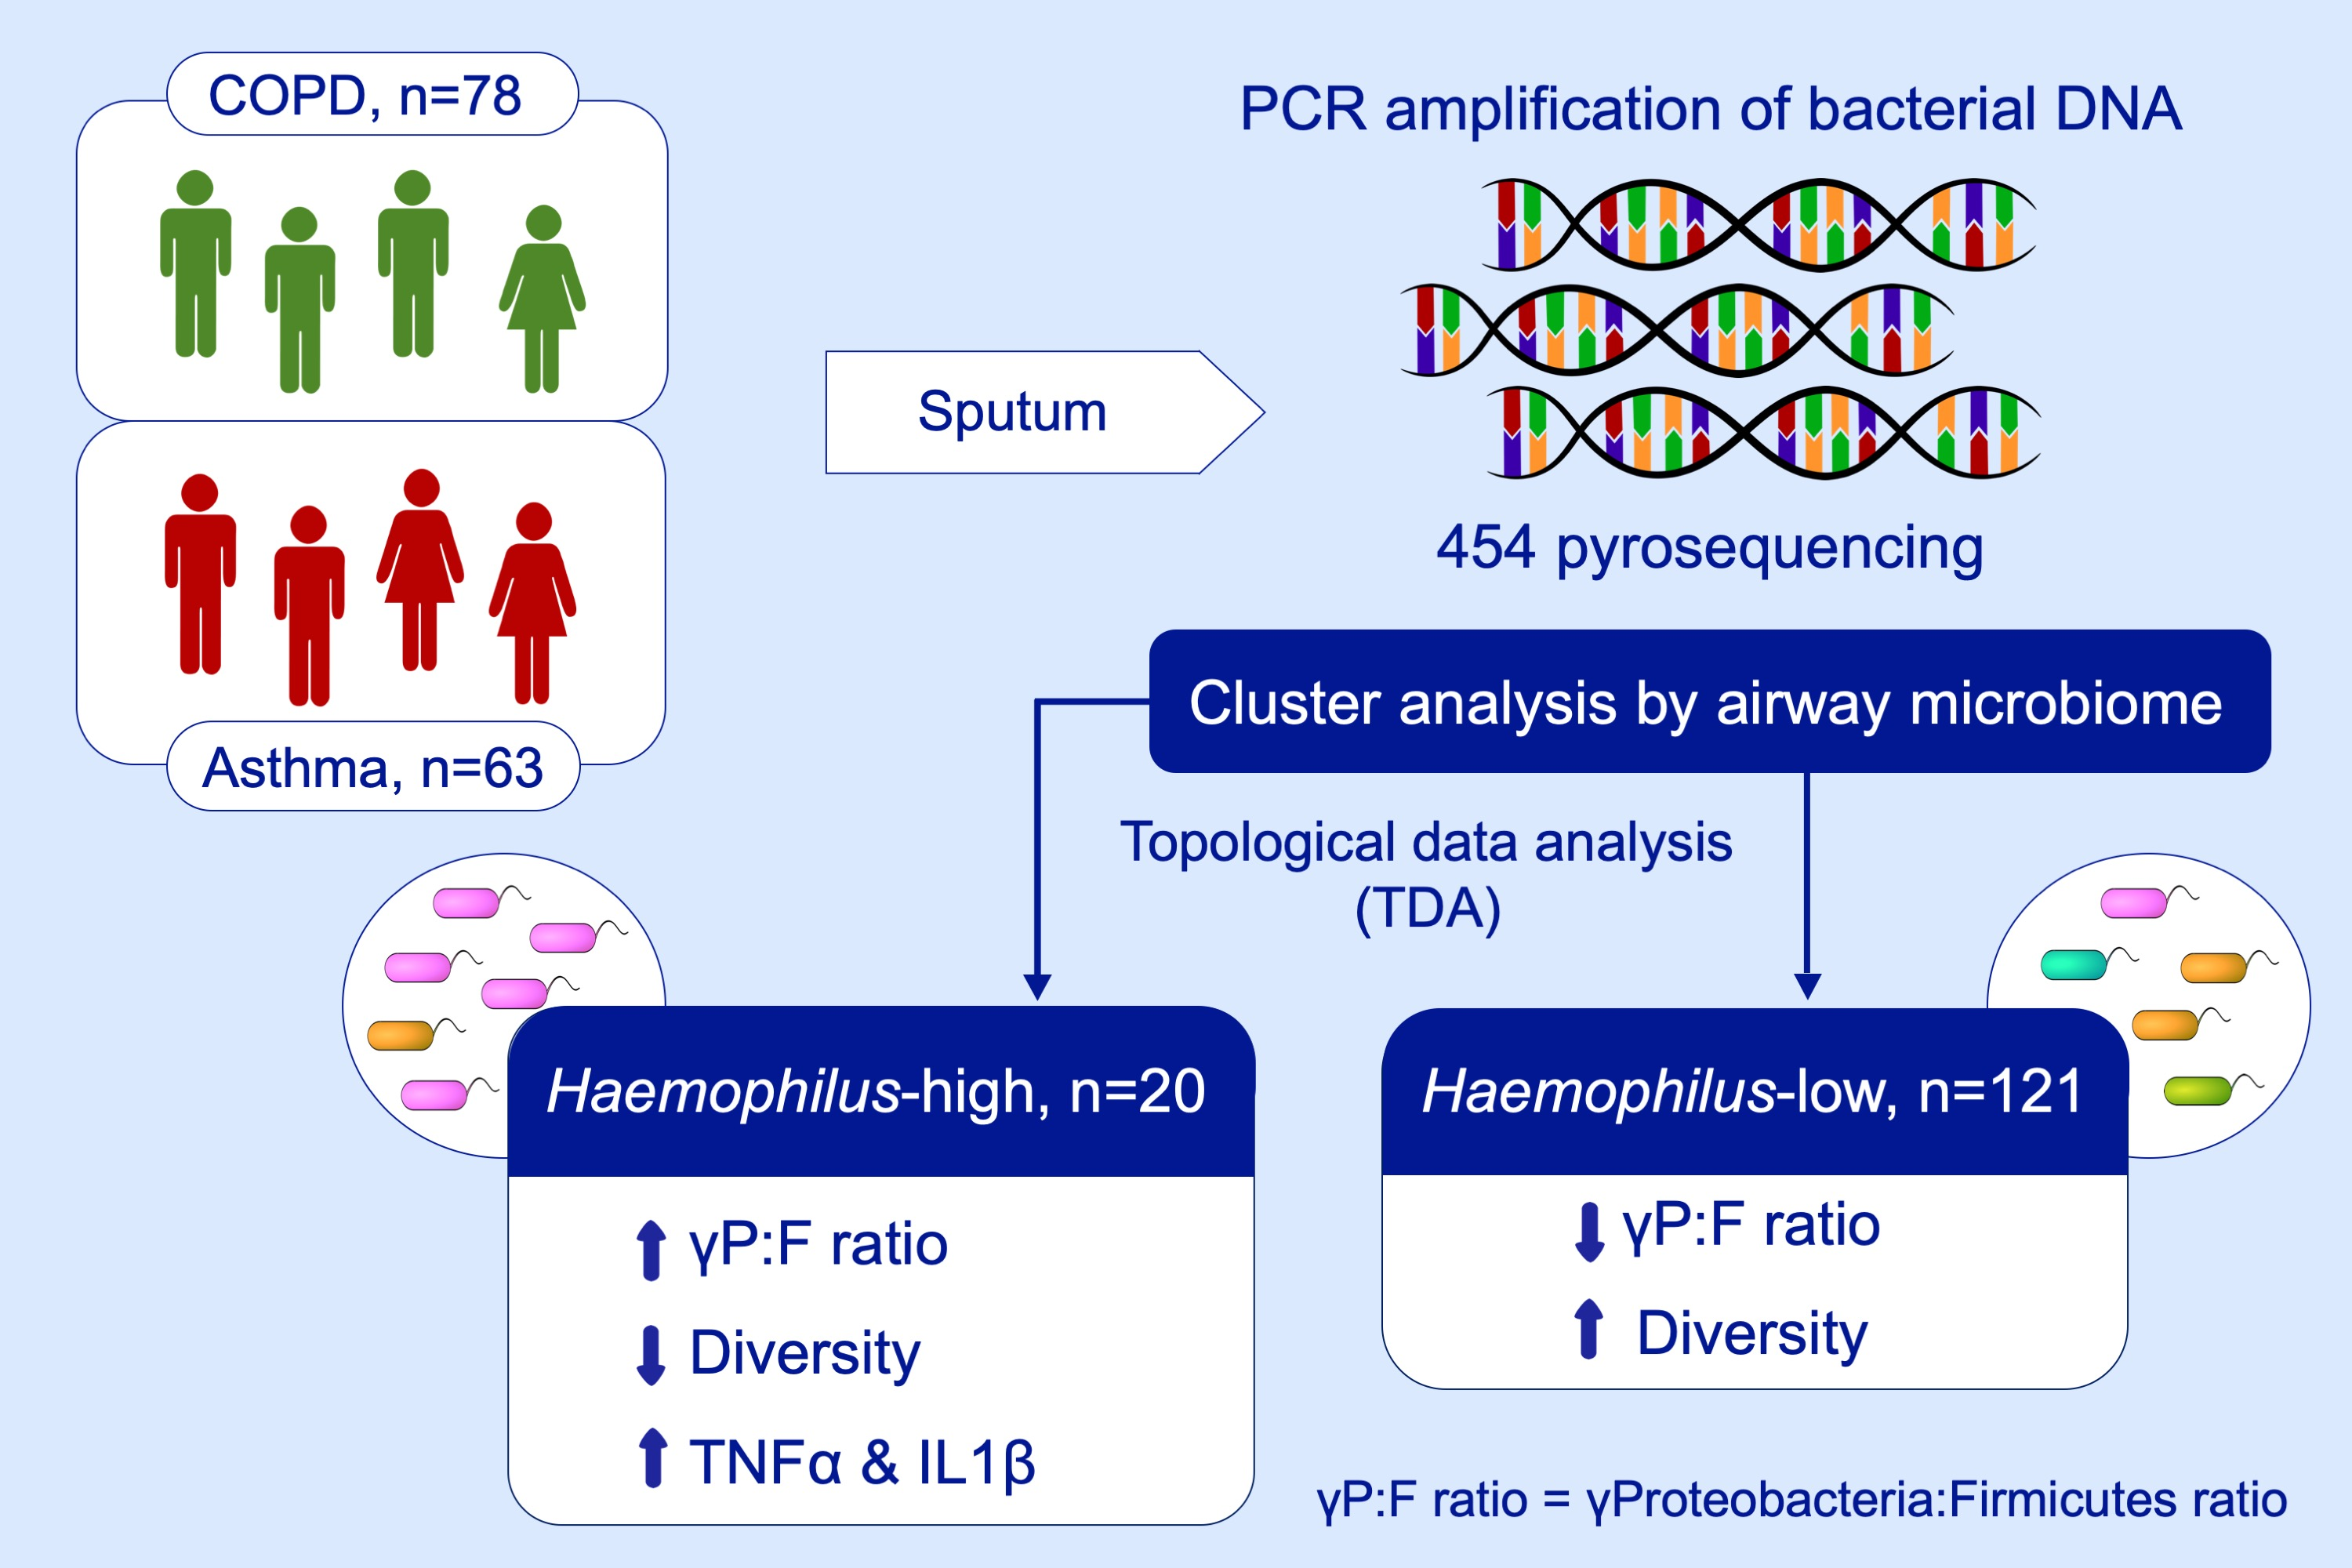 COPD, n=78
Asthma, n=63
Sputum
PCR amplification of bacterial DNA
454 pyrosequencing
Cluster analysis by airway microbiome
Topological data analysis
(TDA)
Haemophilus-high, n=20
γP:F ratio
Diversity
TNFα & IL1β
Haemophilus-low, n=121
γP:F ratio
Diversity
γP:F ratio = γProteobacteria:Firmicutes ratio